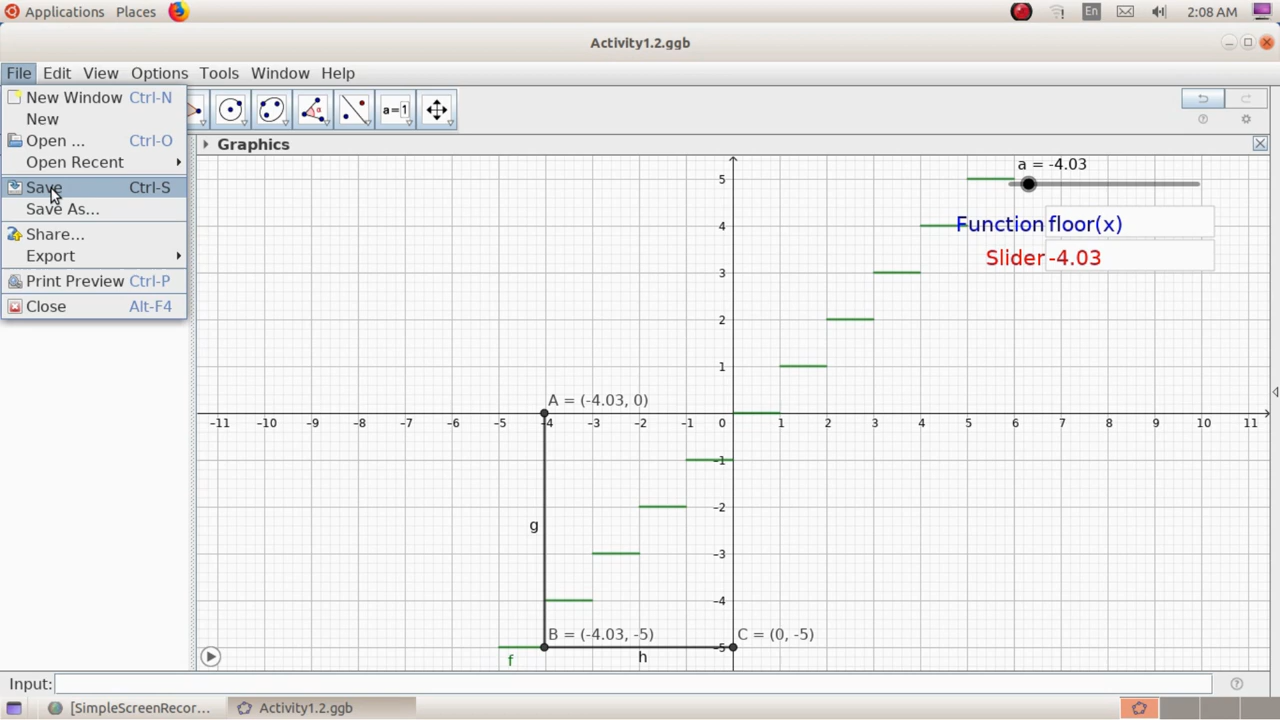 Applications Places En 2:08 AM
Activity1.2.ggb
File Edit View Options Tools Window Help
New Window Ctrl-N
New
Open ... Ctrl-O
Open Recent
Save Ctrl-S
Save As...
Share...
Export
Print Preview Ctrl-P
Close Alt-F4
a=1
Graphics
a = -4.03
Function floor(x)
Slider -4.03
5
4
3
2
1
A = (-4.03, 0)
-11 -10 -9 -8 -7 -6 -5 -4 -3 -2 -1 0 1 2 3 4 5 6 7 8 9 10 11
-1
-2
g
-3
-4
B = (-4.03, -5) C = (0, -5)
-5
f h
Input:
[SimpleScreenRecor... Activity1.2.ggb